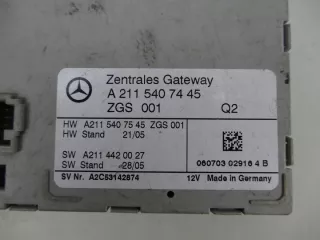 Zentrales Gateway
A 211 540 74 45
ZGS 001 Q2
HW A211 540 75 45 ZGS 001
HW Stand 21/05
SW A211 442 00 27
SW Stand 28/05
060703 02916 4 B
SV Nr. A2C53142874 12V Made in Germany